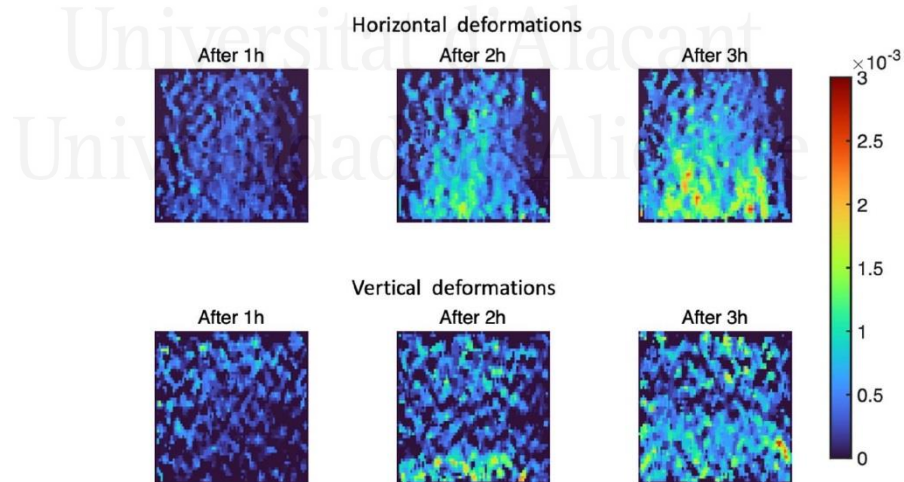 Universitat d'Alacant
Universidad de Alicante
Horizontal deformations
After 1h After 2h After 3h
×10-3
3
2.5
2
1.5
1
0.5
0
Vertical deformations
After 1h After 2h After 3h